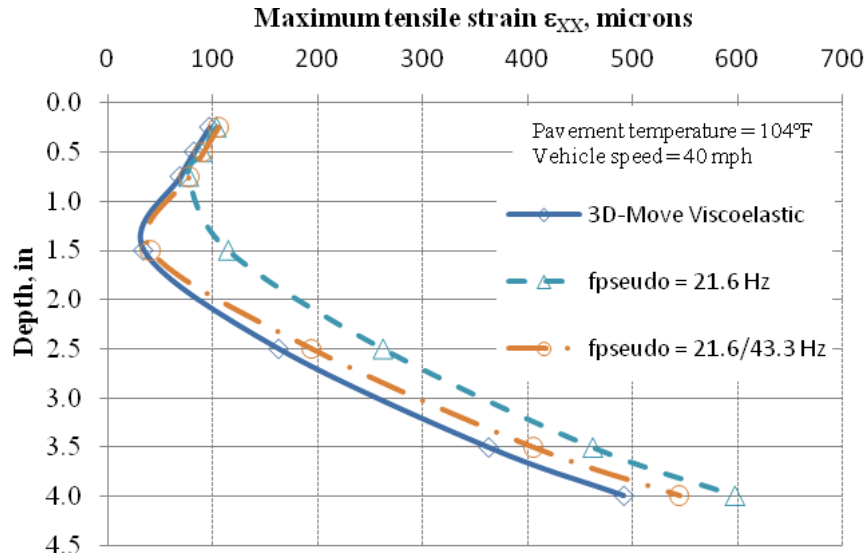 Maximum tensile strain εXX, microns
0 100 200 300 400 500 600 700
0.0
0.5
1.0
1.5
2.0
2.5
3.0
3.5
4.0
4.5
Depth, in
Pavement temperature = 104ºF
Vehicle speed = 40 mph
3D-Move Viscoelastic
fpseudo = 21.6 Hz
fpseudo = 21.6/43.3 Hz